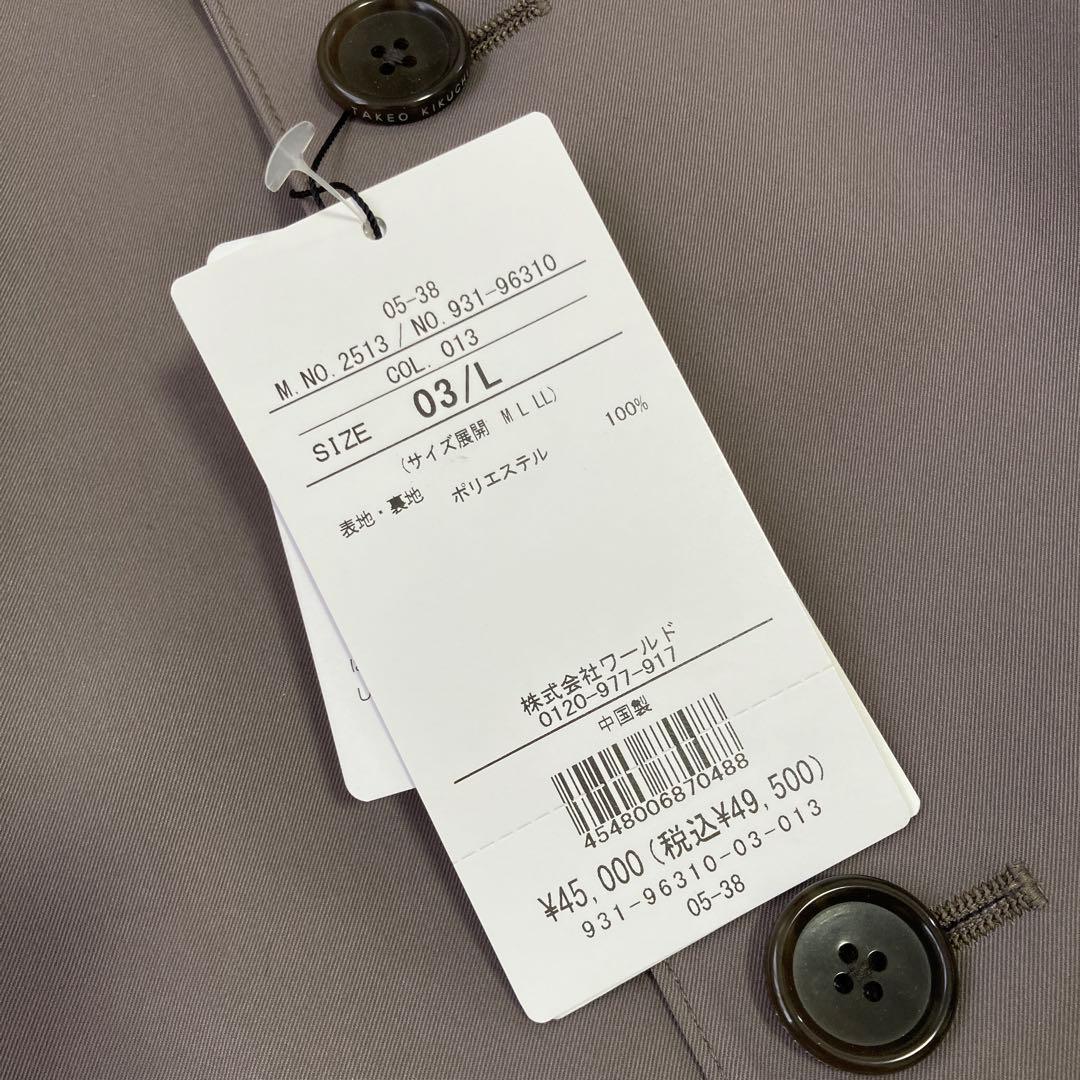 TAKEO KIKUCHI
05-38
M.NO.2513 / NO.931-96310
COL. 013
SIZE 03/L
(サイズ展開 M L LL)
表地・裏地 ポリエステル 100%
株式会社ワールド
0120-977-917
中国製
4548006870488
¥45,000(税込¥49,500)
931-96310-03-013
05-38